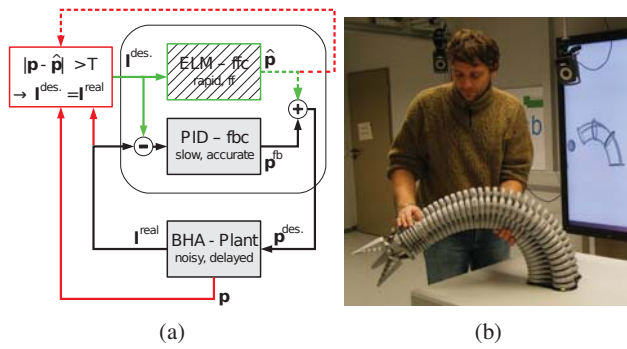 |p - p̂| >T
→ l^des. =l^real
l^des.
ELM – ffc
rapid, ff
p̂
PID – fbc
slow, accurate
p^fb
l^real
BHA - Plant
noisy, delayed
p^des.
p
(a)
b
(b)